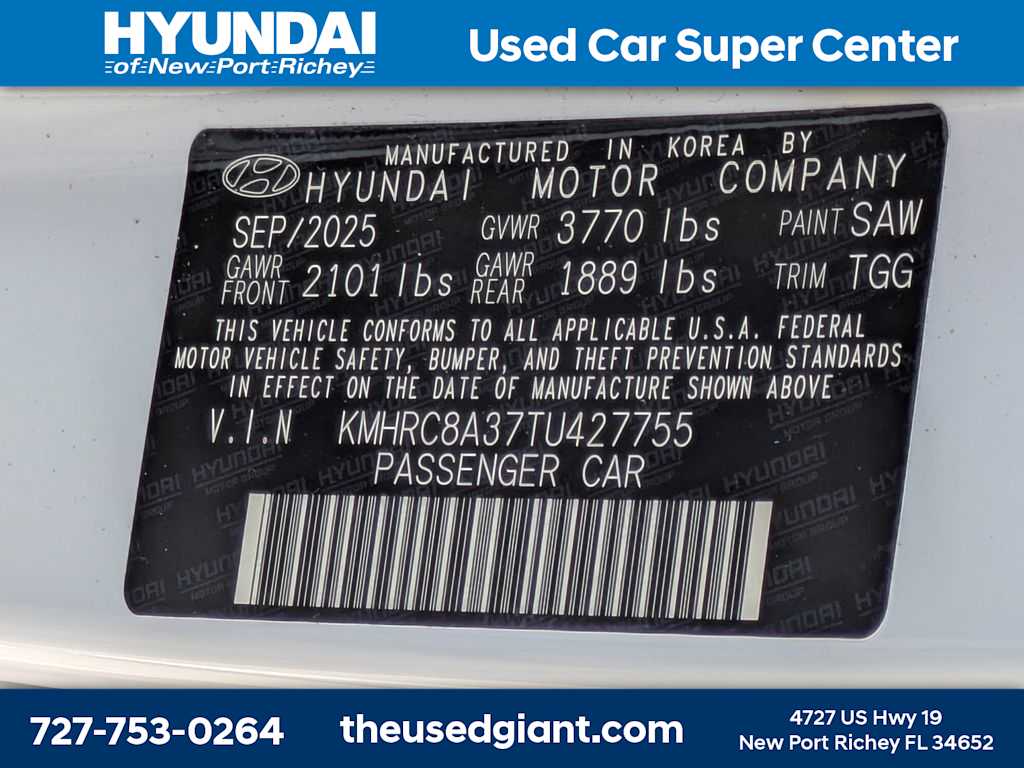 HYUNDAI
of New Port Richey
Used Car Super Center
MANUFACTURED IN KOREA BY
HYUNDAI MOTOR COMPANY
SEP/2025 GVWR 3770 lbs PAINT SAW
GAWR FRONT 2101 lbs GAWR REAR 1889 lbs TRIM TGG
THIS VEHICLE CONFORMS TO ALL APPLICABLE U.S.A. FEDERAL
MOTOR VEHICLE SAFETY, BUMPER, AND THEFT PREVENTION STANDARDS
IN EFFECT ON THE DATE OF MANUFACTURE SHOWN ABOVE
V.I.N KMHRC8A37TU427755
PASSENGER CAR
727-753-0264
theusedgiant.com
4727 US Hwy 19
New Port Richey FL 34652